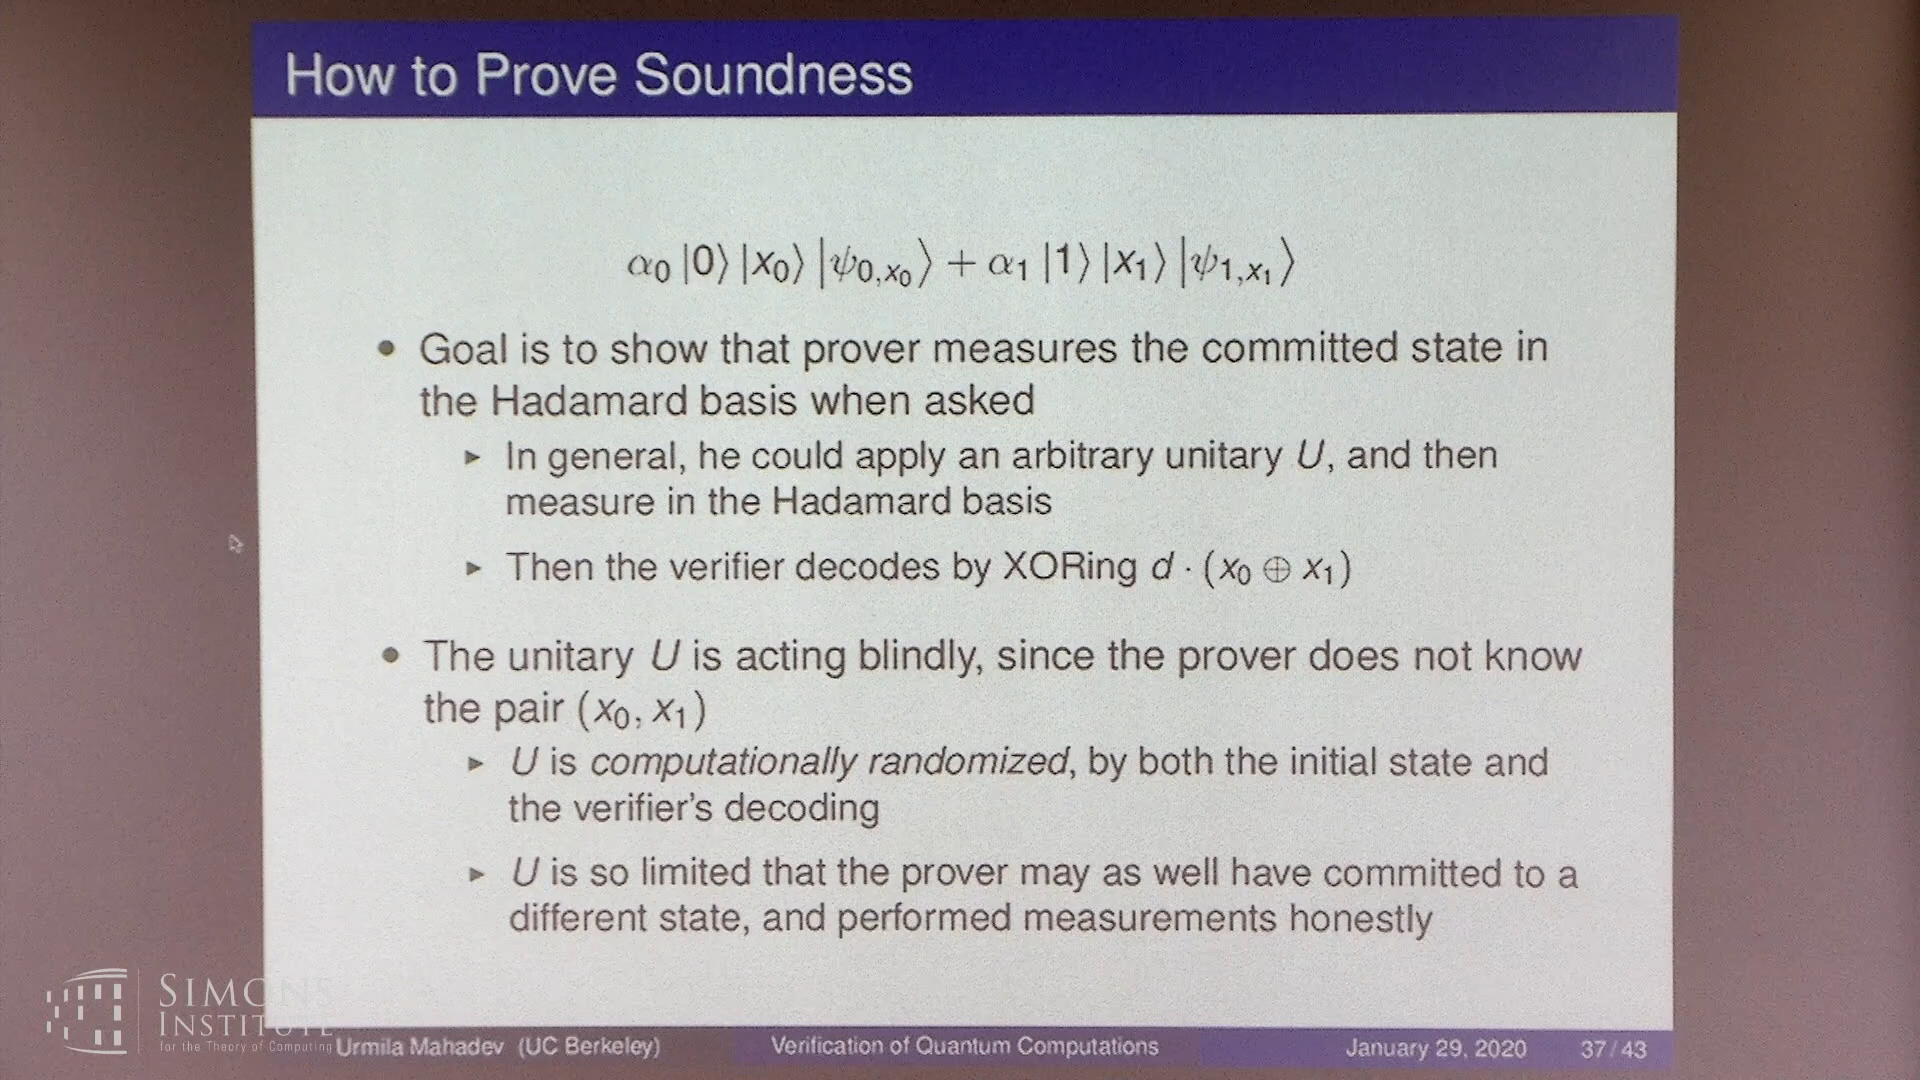 How to Prove Soundness
α₀ |0⟩ |x₀⟩ |ψ₀,ₓ₀⟩ + α₁ |1⟩ |x₁⟩ |ψ₁,ₓ₁⟩
• Goal is to show that prover measures the committed state in
the Hadamard basis when asked
▸ In general, he could apply an arbitrary unitary U, and then
measure in the Hadamard basis
▸ Then the verifier decodes by XORing d · (x₀ ⊕ x₁)
• The unitary U is acting blindly, since the prover does not know
the pair (x₀, x₁)
▸ U is computationally randomized, by both the initial state and
the verifier's decoding
▸ U is so limited that the prover may as well have committed to a
different state, and performed measurements honestly
SIMONS
INSTITUTE
for the Theory of Computing
Urmila Mahadev (UC Berkeley)
Verification of Quantum Computations
January 29, 2020
37 / 43